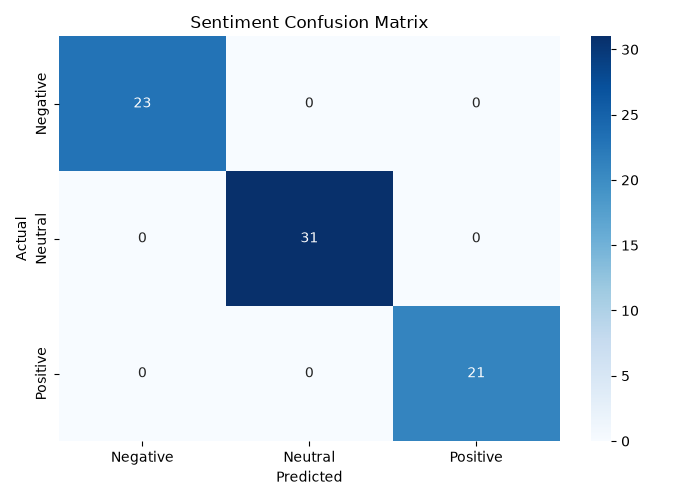 Sentiment Confusion Matrix
Actual
Negative
23
0
0
Neutral
0
31
0
Positive
0
0
21
Negative
Neutral
Positive
Predicted
30
25
20
15
10
5
0